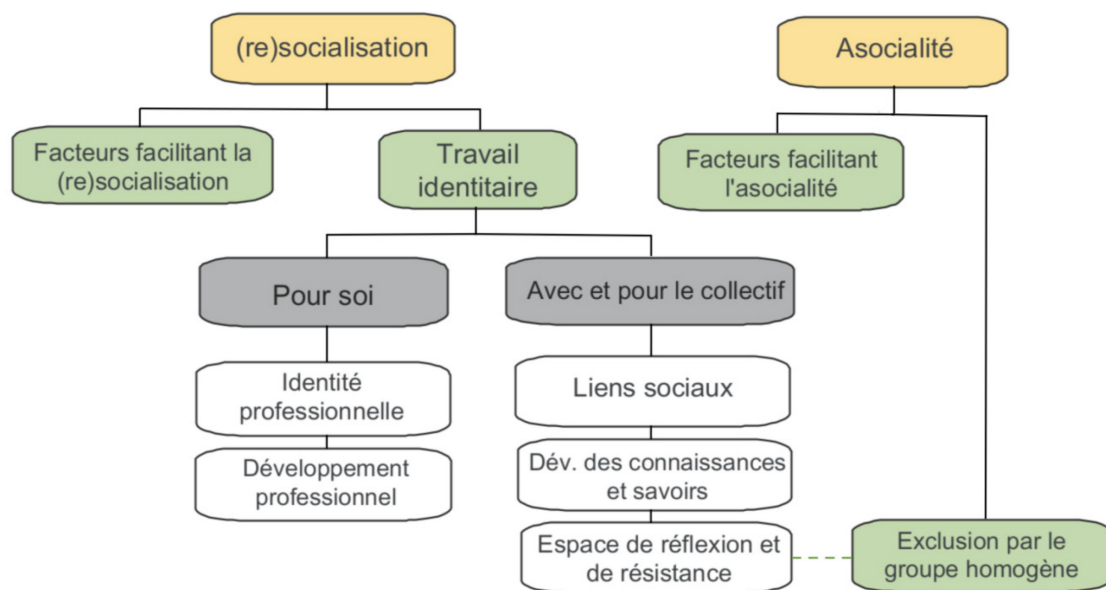 (re)socialisation
Asocialité
Facteurs facilitant la
(re)socialisation
Travail
identitaire
Facteurs facilitant
l'asocialité
Pour soi
Avec et pour le collectif
Identité
professionnelle
Liens sociaux
Développement
professionnel
Dév. des connaissances
et savoirs
Espace de réflexion et
de résistance
Exclusion par le
groupe homogène